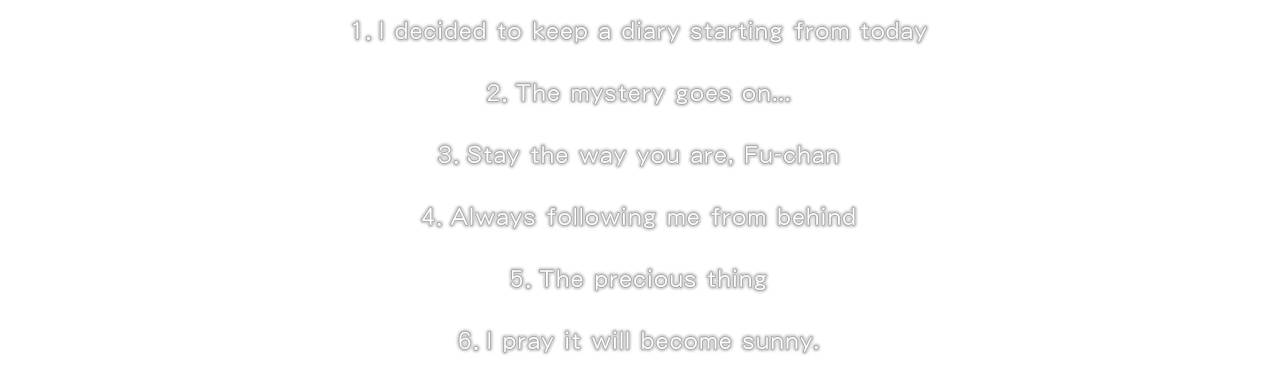 1. I decided to keep a diary starting from today
2. The mystery goes on...
3. Stay the way you are, Fu-chan
4. Always following me from behind
5. The precious thing
6. I pray it will become sunny.